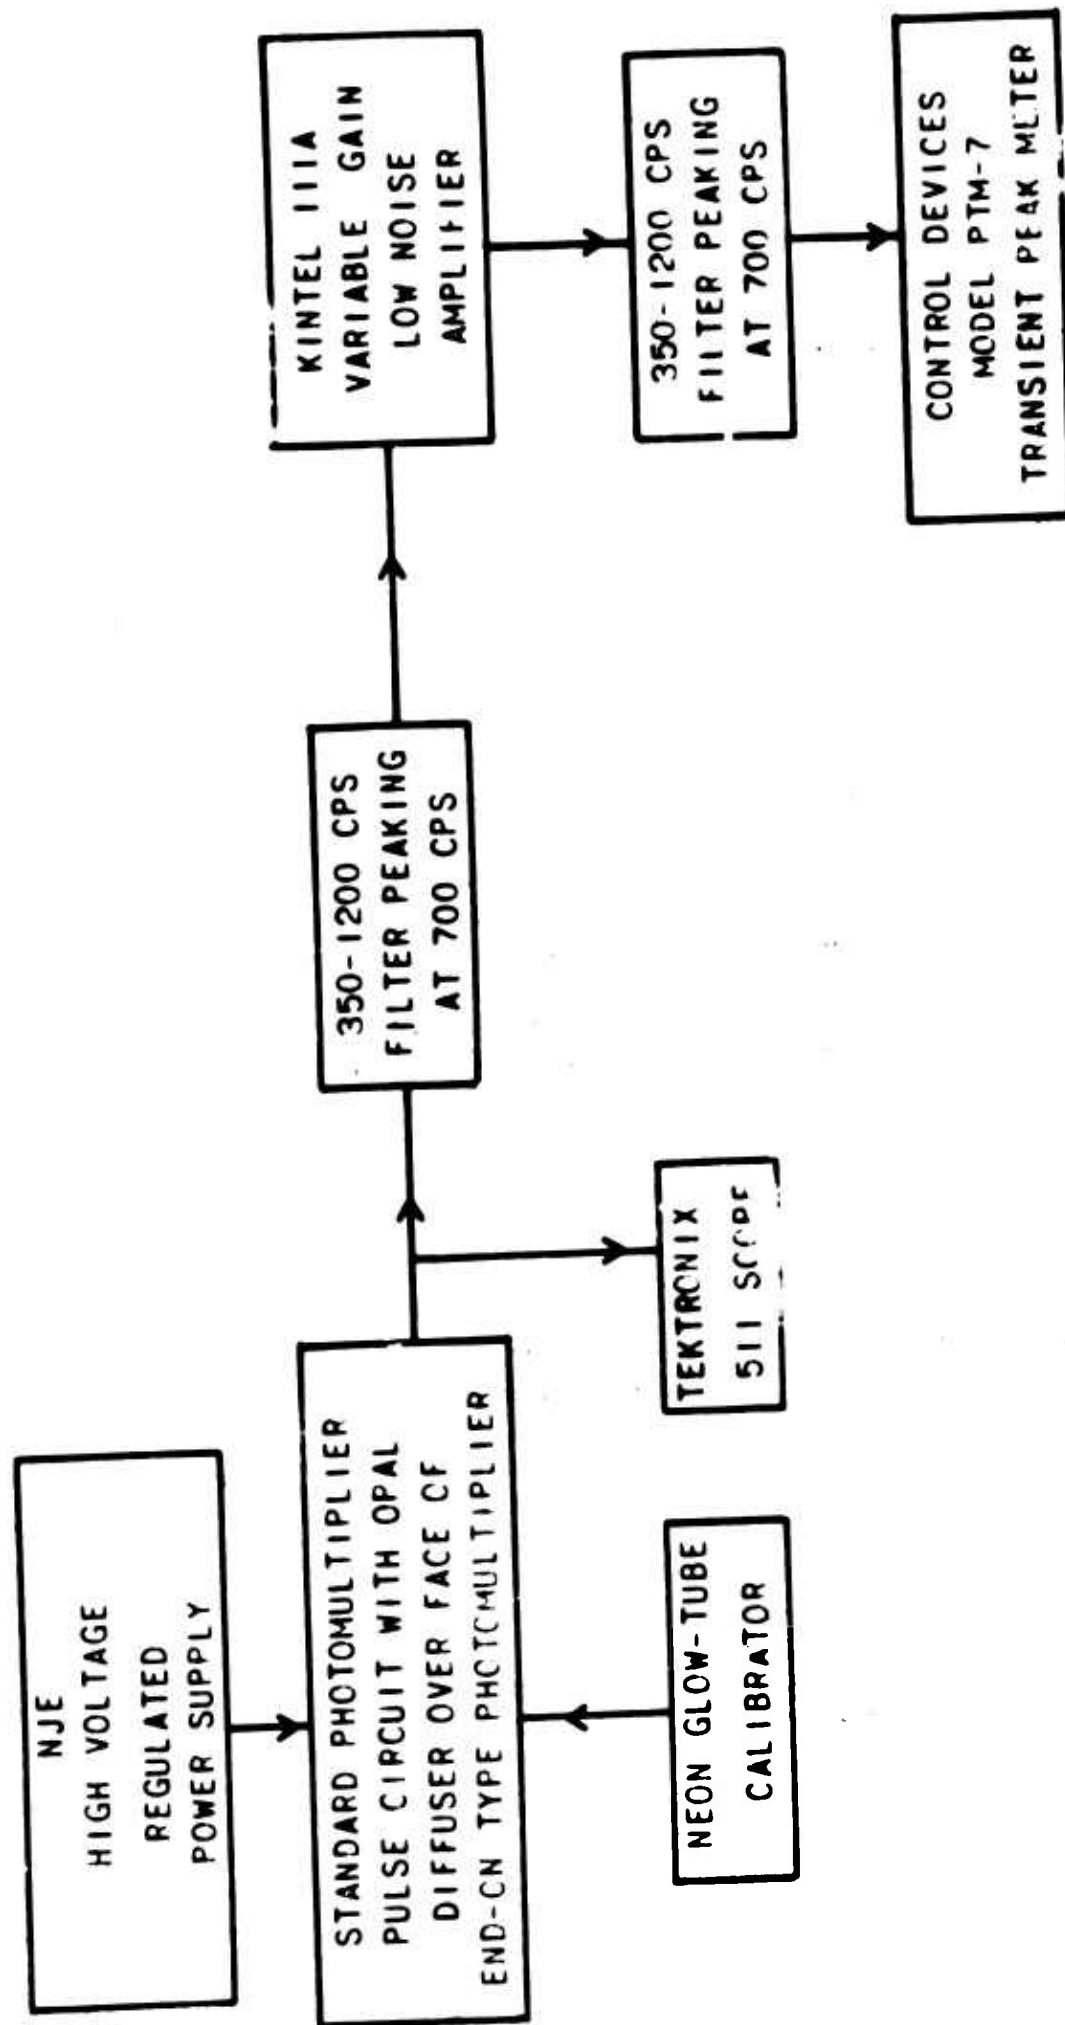 NJE
HIGH VOLTAGE
REGULATED
POWER SUPPLY
STANDARD PHOTOMULTIPLIER
PULSE CIRCUIT WITH OPAL
DIFFUSER OVER FACE OF
END-ON TYPE PHOTOMULTIPLIER
NEON GLOW-TUBE
CALIBRATOR
TEKTRONIX
511 SCOPE
350-1200 CPS
FILTER PEAKING
AT 700 CPS
KINTEL 111A
VARIABLE GAIN
LOW NOISE
AMPLIFIER
350-1200 CPS
FILTER PEAKING
AT 700 CPS
CONTROL DEVICES
MODEL PTM-7
TRANSIENT PEAK METER